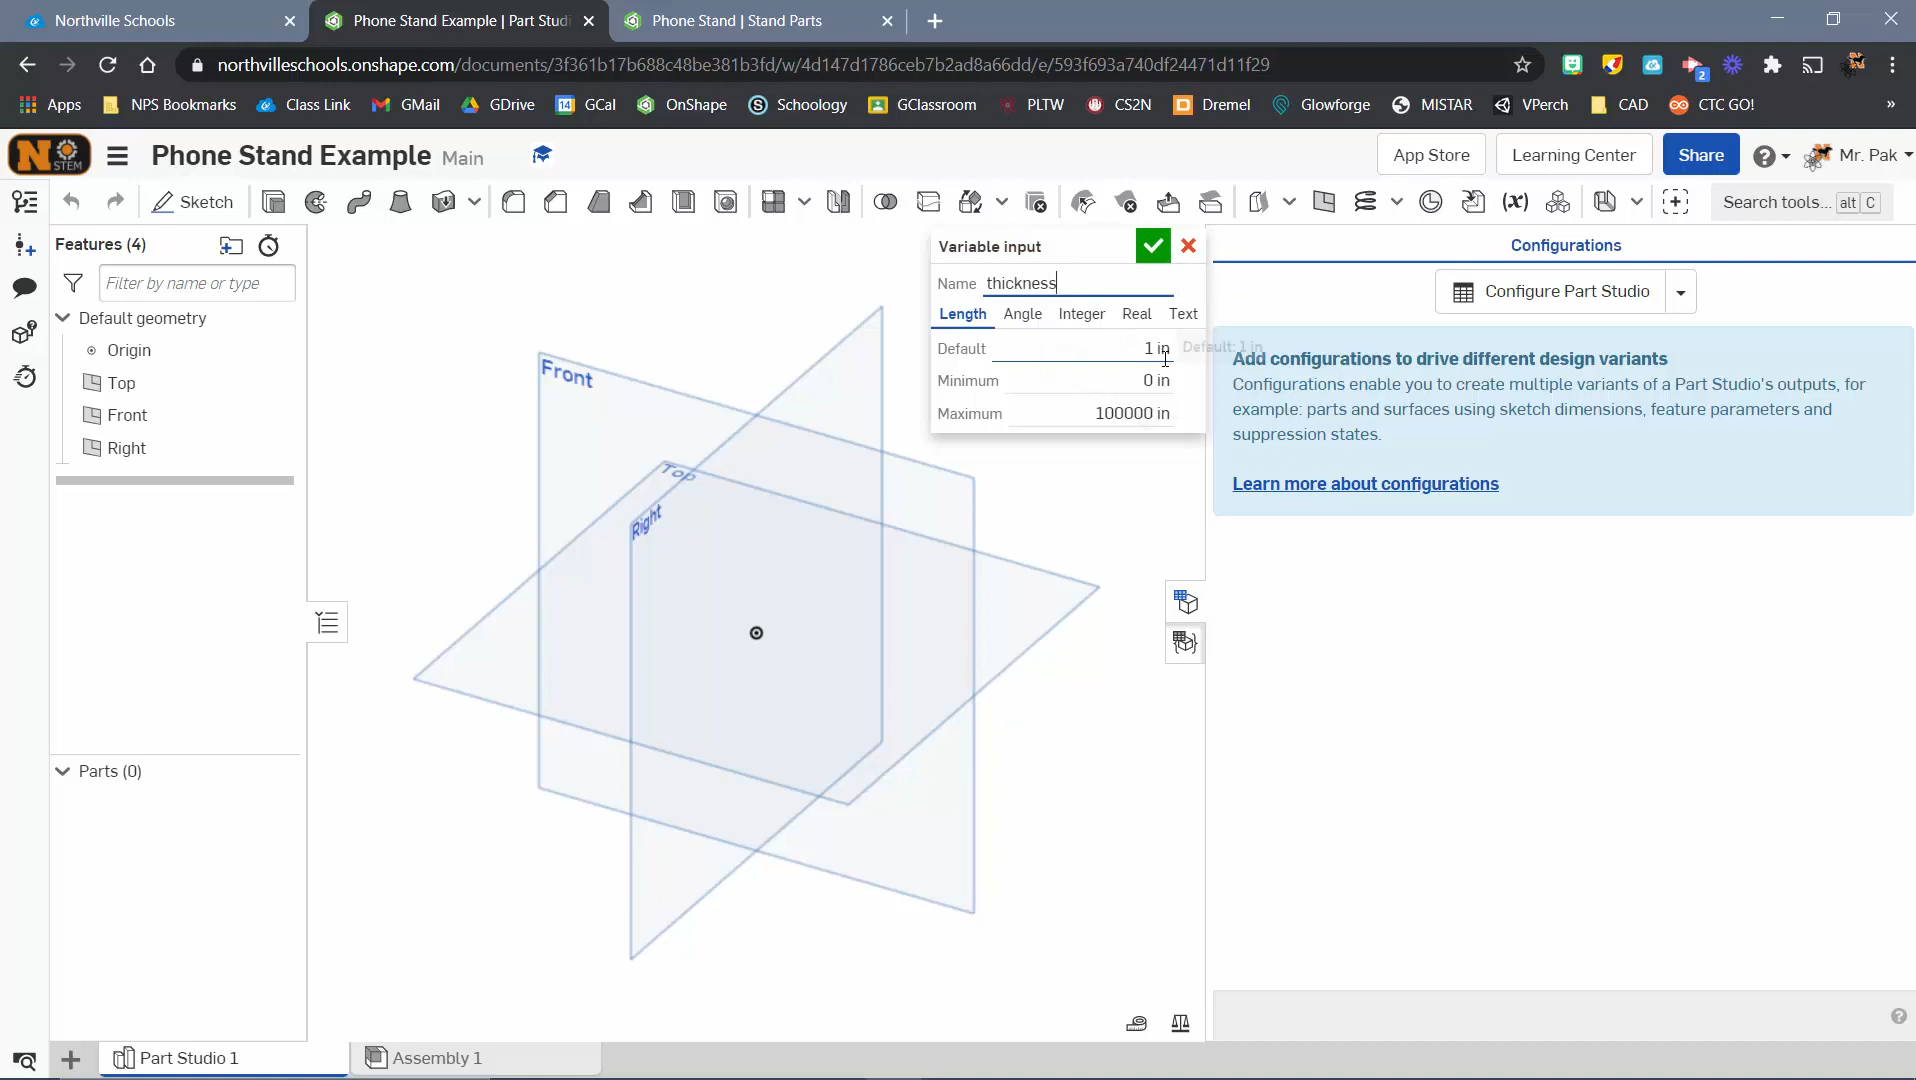 Northville Schools
Phone Stand Example | Part Studi
Phone Stand | Stand Parts
northvilleschools.onshape.com/documents/3f361b17b688c48be381b3fd/w/4d147d1786ceb7b2ad8a66dd/e/593f693a740df24471d11f29
2
Apps
NPS Bookmarks
Class Link
GMail
GDrive
14
GCal
OnShape
Schoology
GClassroom
PLTW
CS2N
Dremel
Glowforge
MISTAR
VPerch
CAD
CTC GO!
»
N STEM
Phone Stand Example Main
App Store
Learning Center
Share
Mr. Pak
Sketch
(x)
Search tools... alt C
Features (4)
Filter by name or type
Default geometry
Origin
Top
Front
Right
Parts (0)
Front
Top
Right
Variable input
Name thickness
Length Angle Integer Real Text
Default 1 in
Default: 1 in
Minimum 0 in
Maximum 100000 in
Configurations
Configure Part Studio
Add configurations to drive different design variants
Configurations enable you to create multiple variants of a Part Studio's outputs, for
example: parts and surfaces using sketch dimensions, feature parameters and
suppression states.
Learn more about configurations
Part Studio 1
Assembly 1